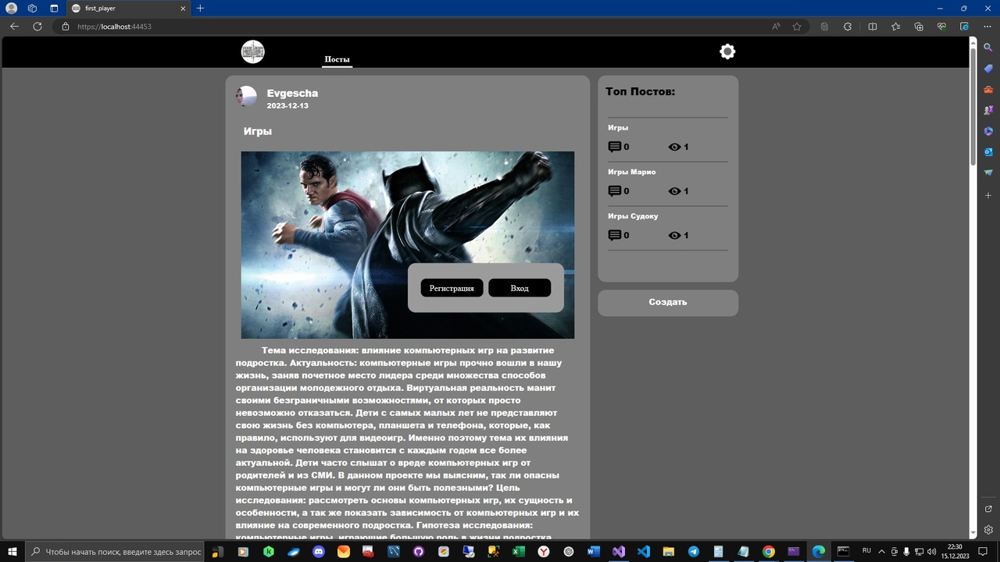 first_player
https://localhost:44453
Посты
Evgescha
2023-12-13
Игры
Регистрация
Вход
Тема исследования: влияние компьютерных игр на развитие
подростка. Актуальность: компьютерные игры прочно вошли в нашу
жизнь, заняв почетное место лидера среди множества способов
организации молодежного отдыха. Виртуальная реальность манит
своими безграничными возможностями, от которых просто
невозможно отказаться. Дети с самых малых лет не представляют
свою жизнь без компьютера, планшета и телефона, которые, как
правило, используют для видеоигр. Именно поэтому тема их влияния
на здоровье человека становится с каждым годом все более
актуальной. Дети часто слышат о вреде компьютерных игр от
родителей и из СМИ. В данном проекте мы выясним, так ли опасны
компьютерные игры и могут ли они быть полезными? Цель
исследования: рассмотреть основы компьютерных игр, их сущность и
особенности, а так же показать зависимость от компьютерных игр и их
влияние на современного подростка. Гипотеза исследования:
компьютерные игры, играющие большую роль в жизни подростка
Топ Постов:
Игры
0 1
Игры Марио
0 1
Игры Судоку
0 1
Создать
Чтобы начать поиск, введите здесь запрос
RU
22:30
15.12.2023